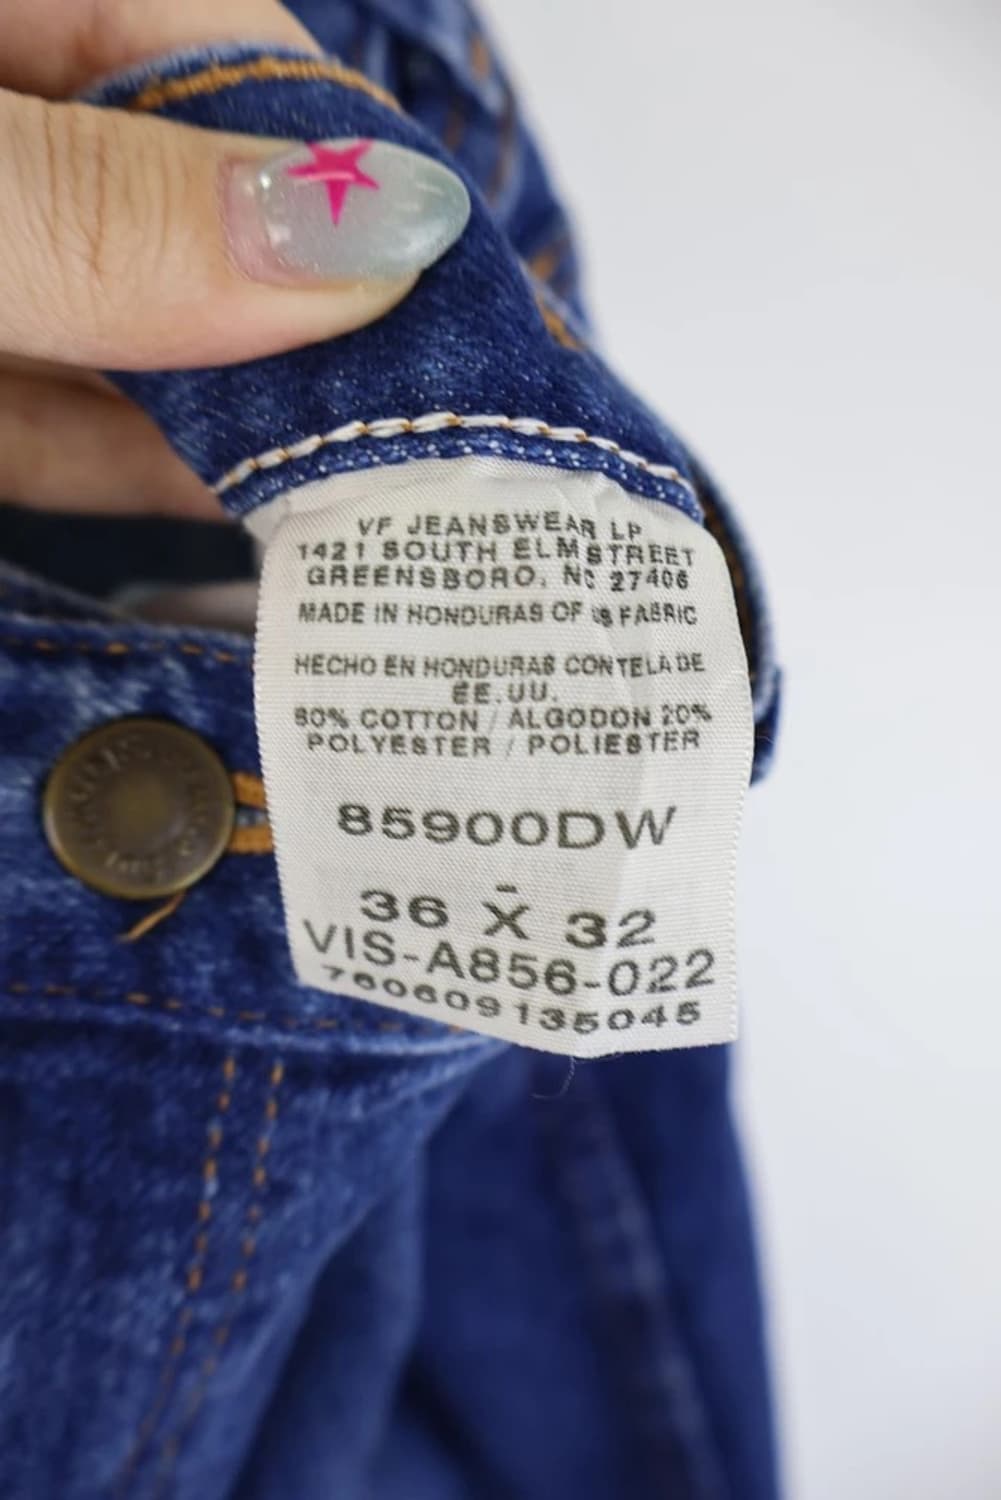 VF JEANSWEAR LP
1421 SOUTH ELM STREET
GREENSBORO, NC 27406
MADE IN HONDURAS OF US FABRIC
HECHO EN HONDURAS CON TELA DE
EE.UU.
80% COTTON / ALGODON 20%
POLYESTER / POLIESTER
85900DW
-
36 X 32
VIS-A856-022
760609135045